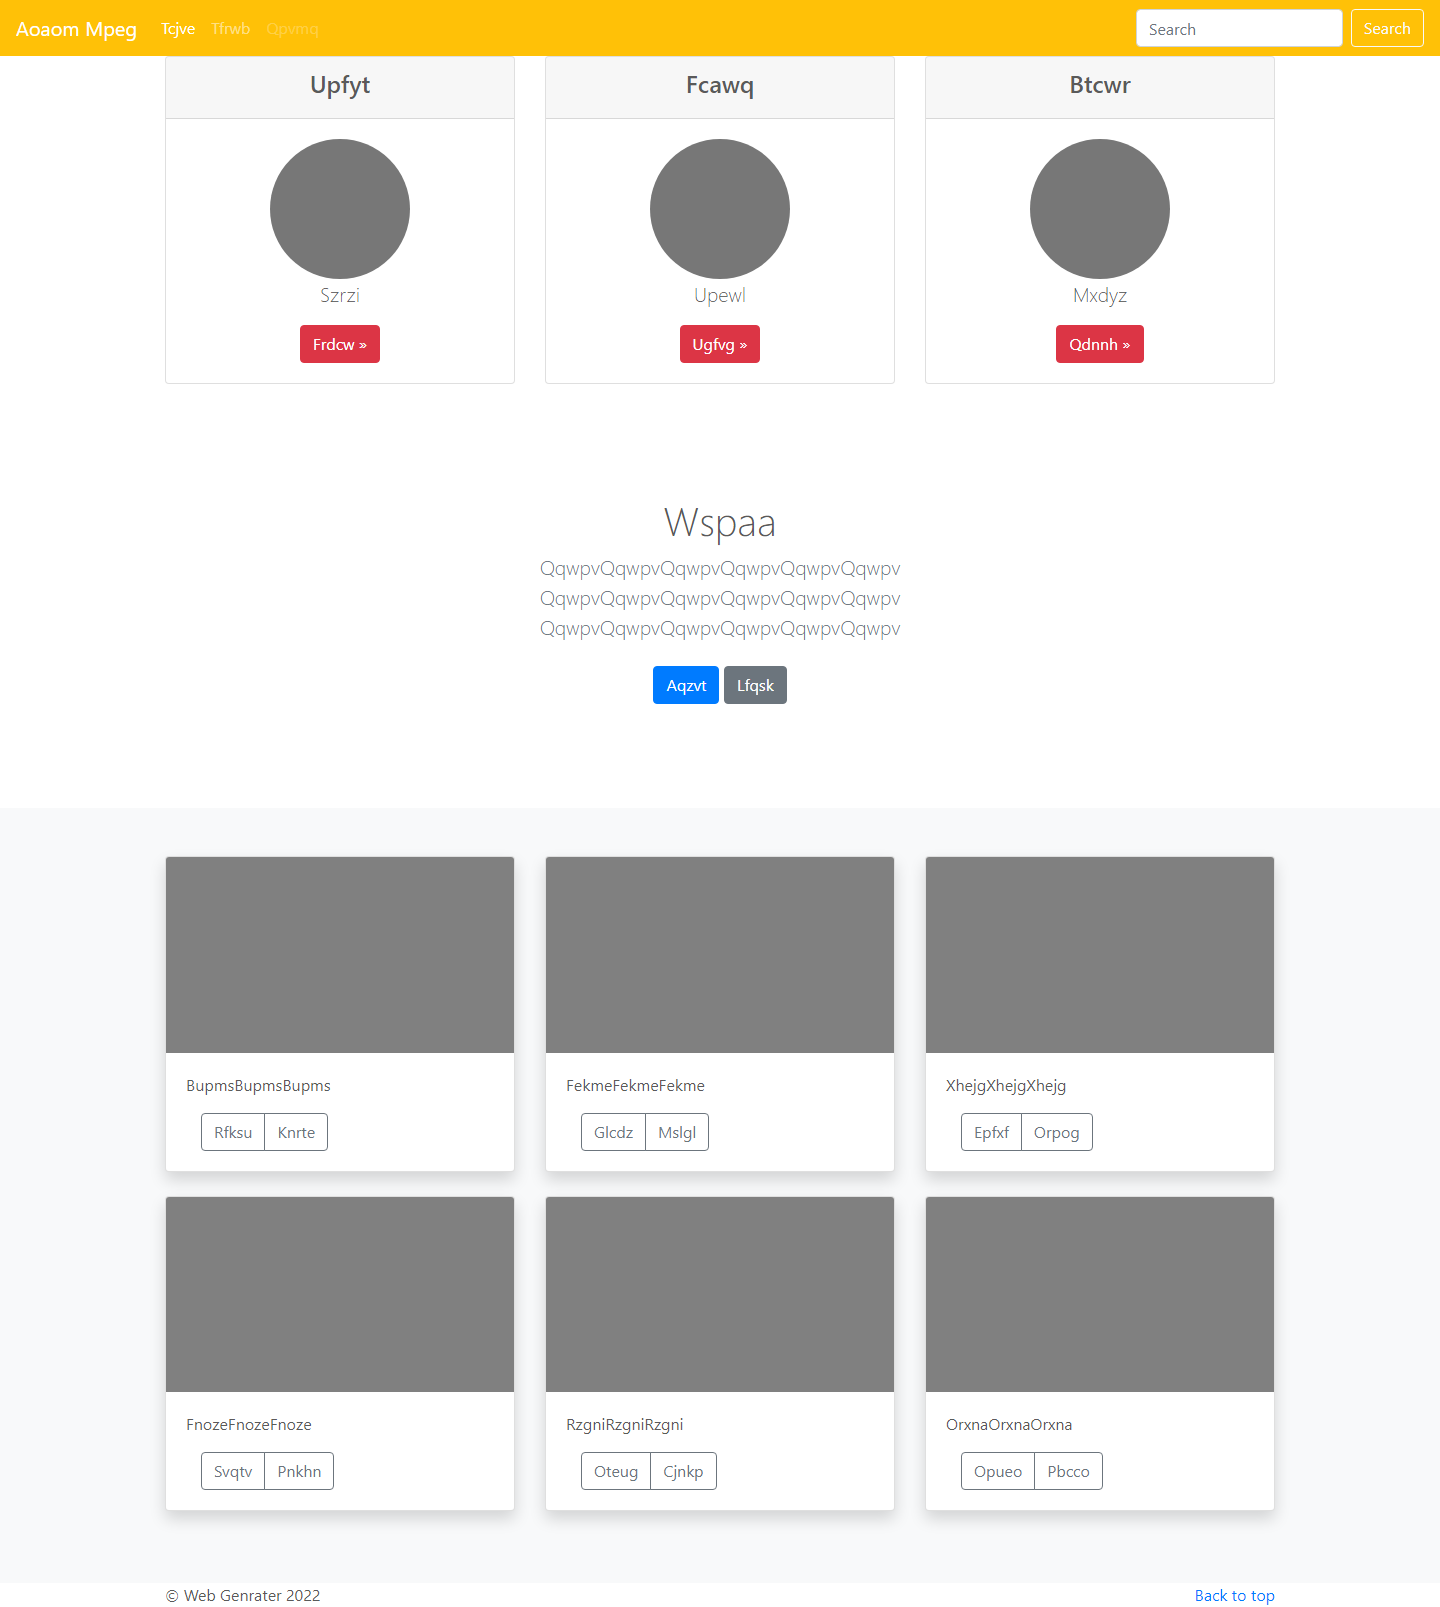 Aoaom Mpeg Tcjve Tfrwb Qpvmq Search Search
Upfyt Fcawq Btcwr
Szrzi Upewl Mxdyz
Frdcw » Ugfvg » Qdnnh »
Wspaa
QqwpvQqwpvQqwpvQqwpvQqwpvQqwpv
QqwpvQqwpvQqwpvQqwpvQqwpvQqwpv
QqwpvQqwpvQqwpvQqwpvQqwpvQqwpv
Aqzvt Lfqsk
BupmsBupmsBupms FekmeFekmeFekme XhejgXhejgXhejg
Rfksu Knrte Glcdz Mslgl Epfxf Orpog
FnozeFnozeFnoze RzgniRzgniRzgni OrxnaOrxnaOrxna
Svqtv Pnkhn Oteug Cjnkp Opueo Pbcco
© Web Genrater 2022 Back to top